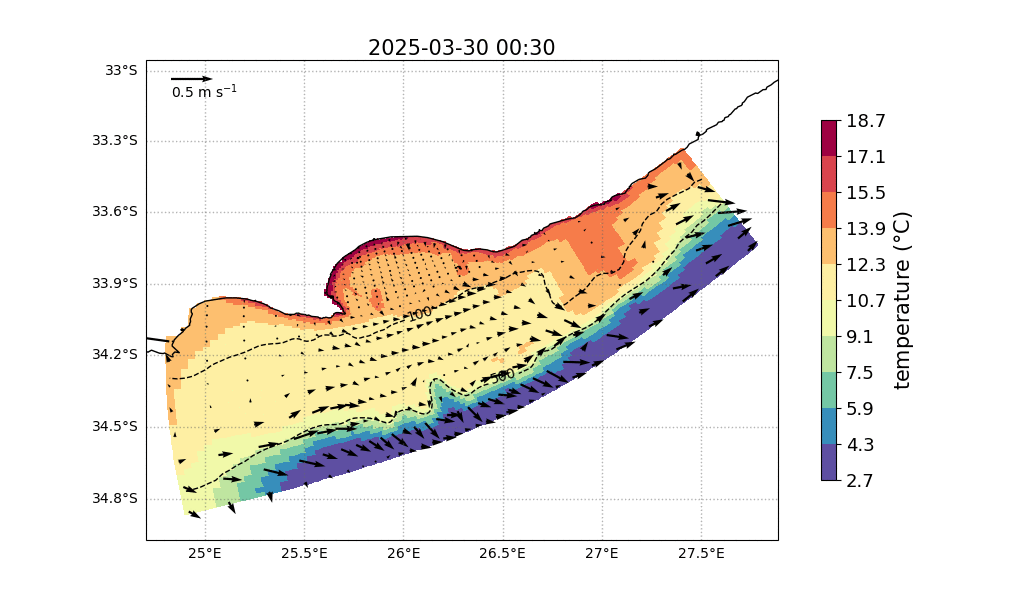 2025-03-30 00:30
0.5 m s⁻¹
33°S
33.3°S
33.6°S
33.9°S
34.2°S
34.5°S
34.8°S
100
500
25°E 25.5°E 26°E 26.5°E 27°E 27.5°E
18.7
17.1
15.5
13.9
12.3
10.7
9.1
7.5
5.9
4.3
2.7
temperature (°C)